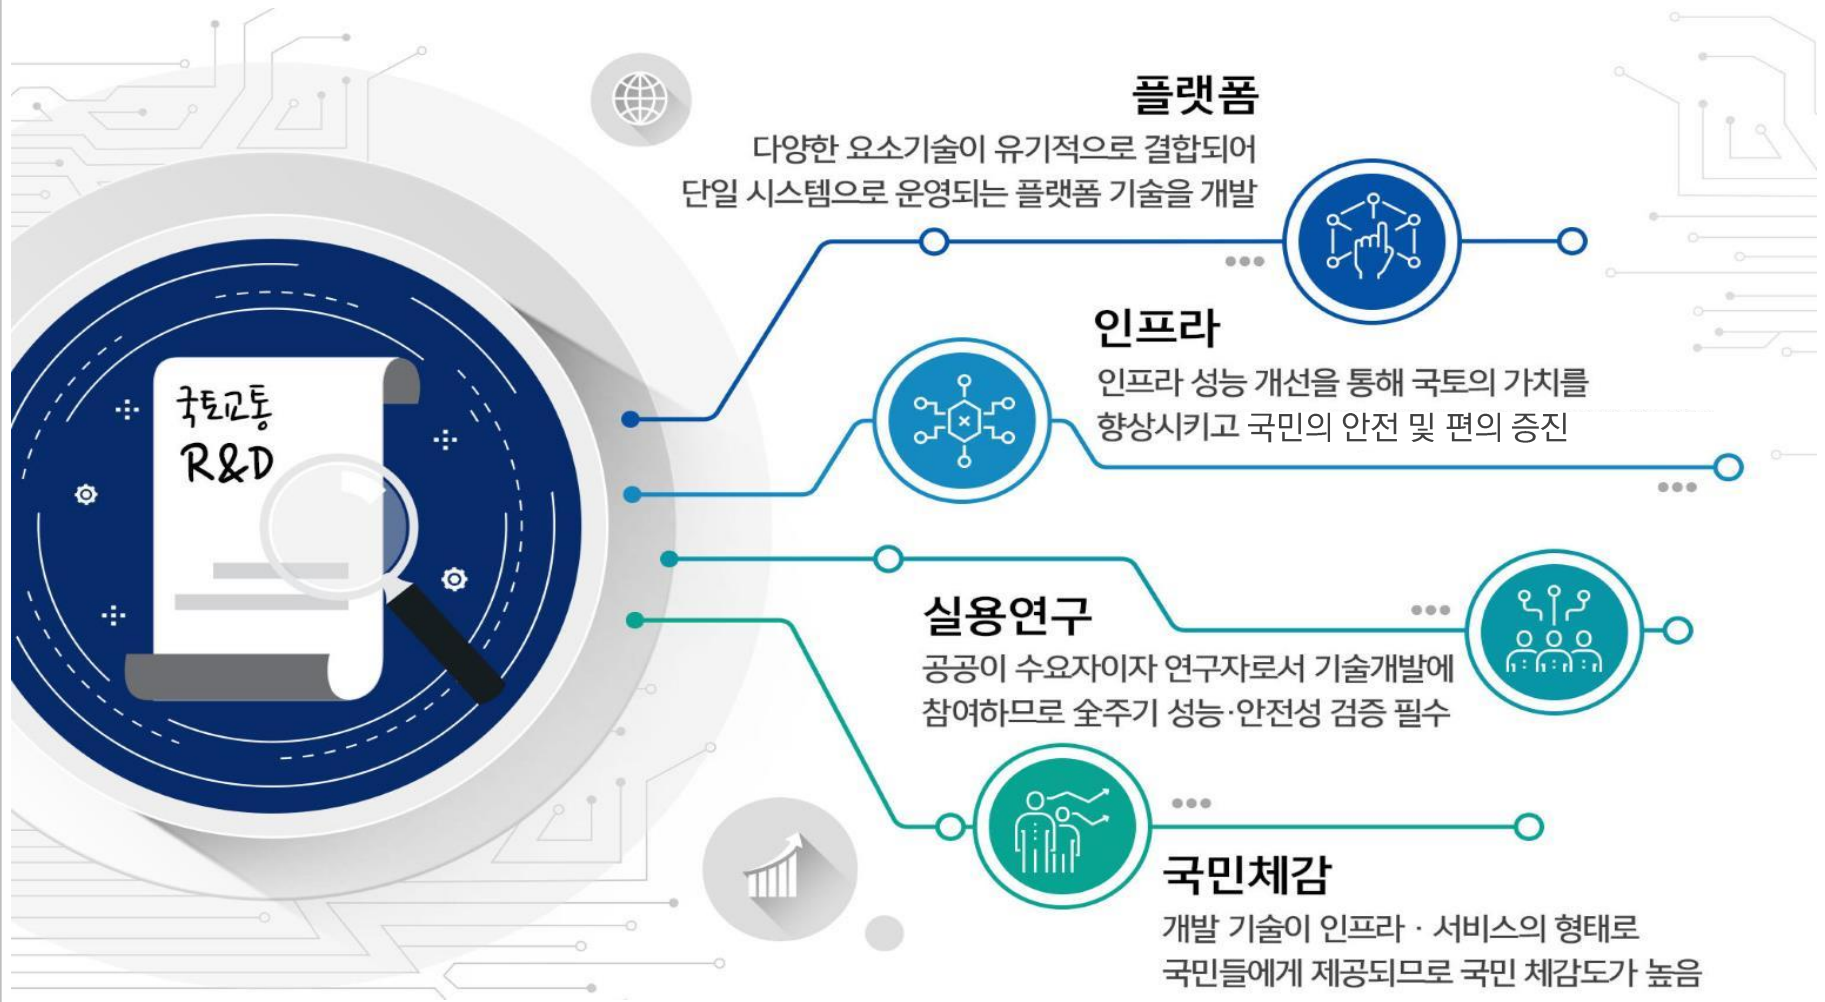 국토교통
R&D
플랫폼
다양한 요소기술이 유기적으로 결합되어
단일 시스템으로 운영되는 플랫폼 기술을 개발
인프라
인프라 성능 개선을 통해 국토의 가치를
향상시키고 국민의 안전 및 편의 증진
실용연구
공공이 수요자이자 연구자로서 기술개발에
참여하므로 全주기 성능·안전성 검증 필수
국민체감
개발 기술이 인프라 · 서비스의 형태로
국민들에게 제공되므로 국민 체감도가 높음